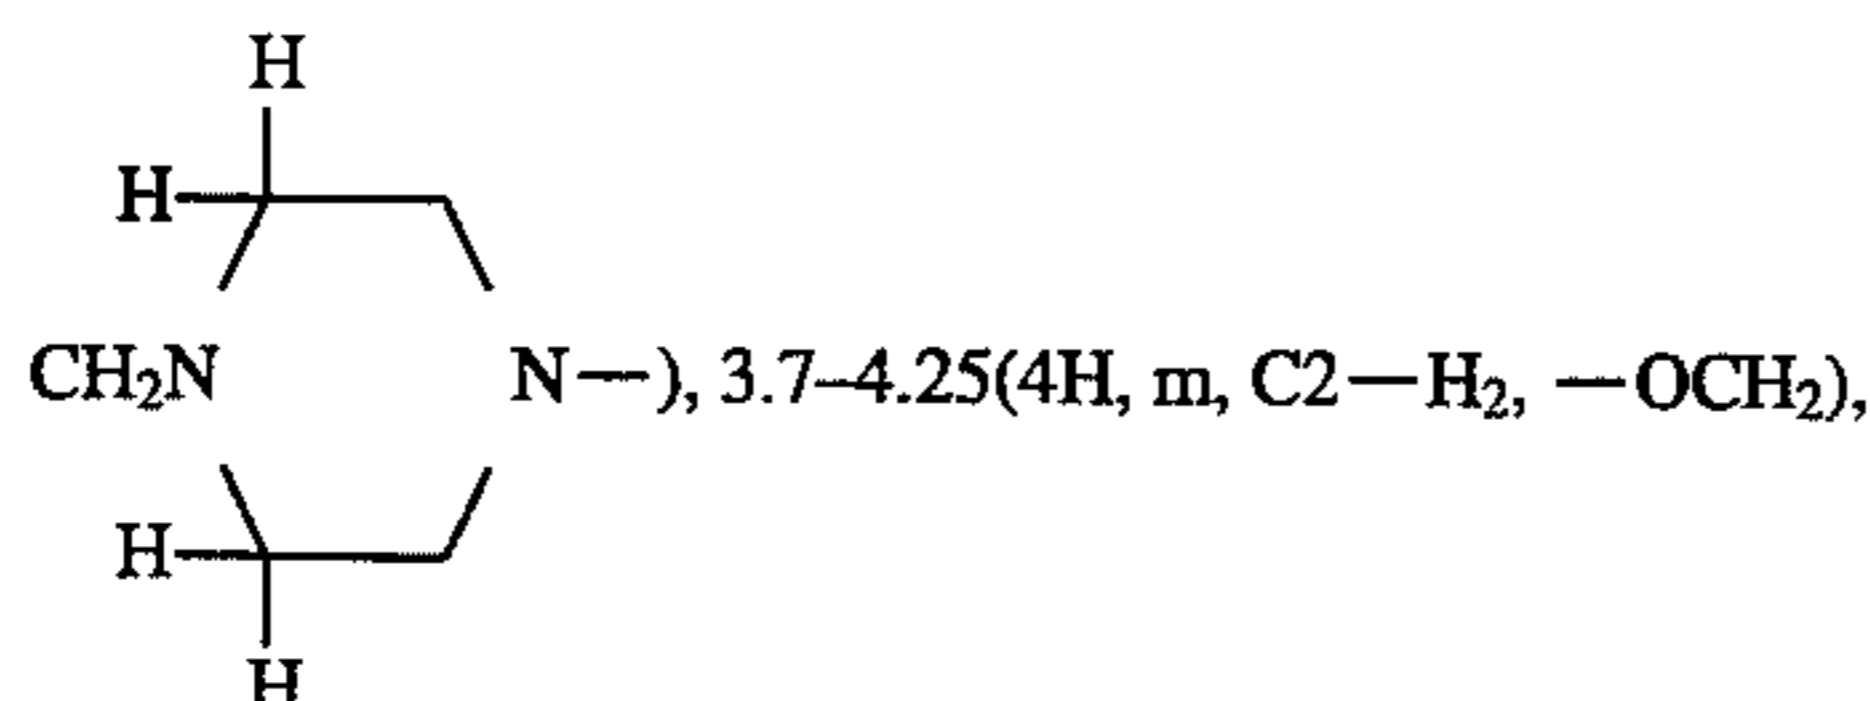 H
H
CH₂N N—), 3.7–4.25(4H, m, C2—H₂, —OCH₂),
H
H